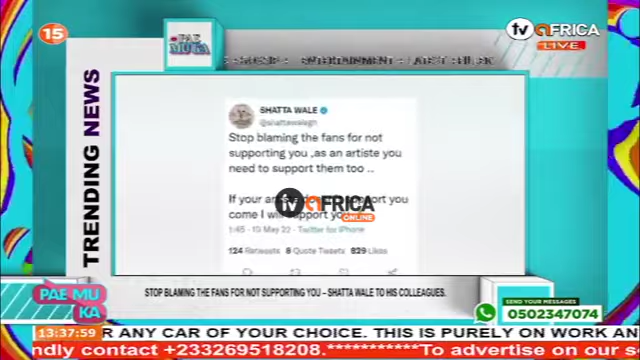 15
PAE
MU KA
tv AFRICA
LIVE
ENTERTAINMENT
TRENDING NEWS
SHATTA WALE
@shattawalegh
Stop blaming the fans for not
supporting you ,as an artiste you
need to support them too ..
If your artiste support you
come I will support
tv AFRICA
ONLINE
1:45 · 10 May 22 · Twitter for iPhone
124 Retweets 8 Quote Tweets 829 Likes
PAE MU
KA
STOP BLAMING THE FANS FOR NOT SUPPORTING YOU – SHATTA WALE TO HIS COLLEAGUES.
SEND YOUR MESSAGES
0502347074
13:37:59
R ANY CAR OF YOUR CHOICE. THIS IS PURELY ON WORK AN
ndly contact +233269518208.***********To advertise on our s